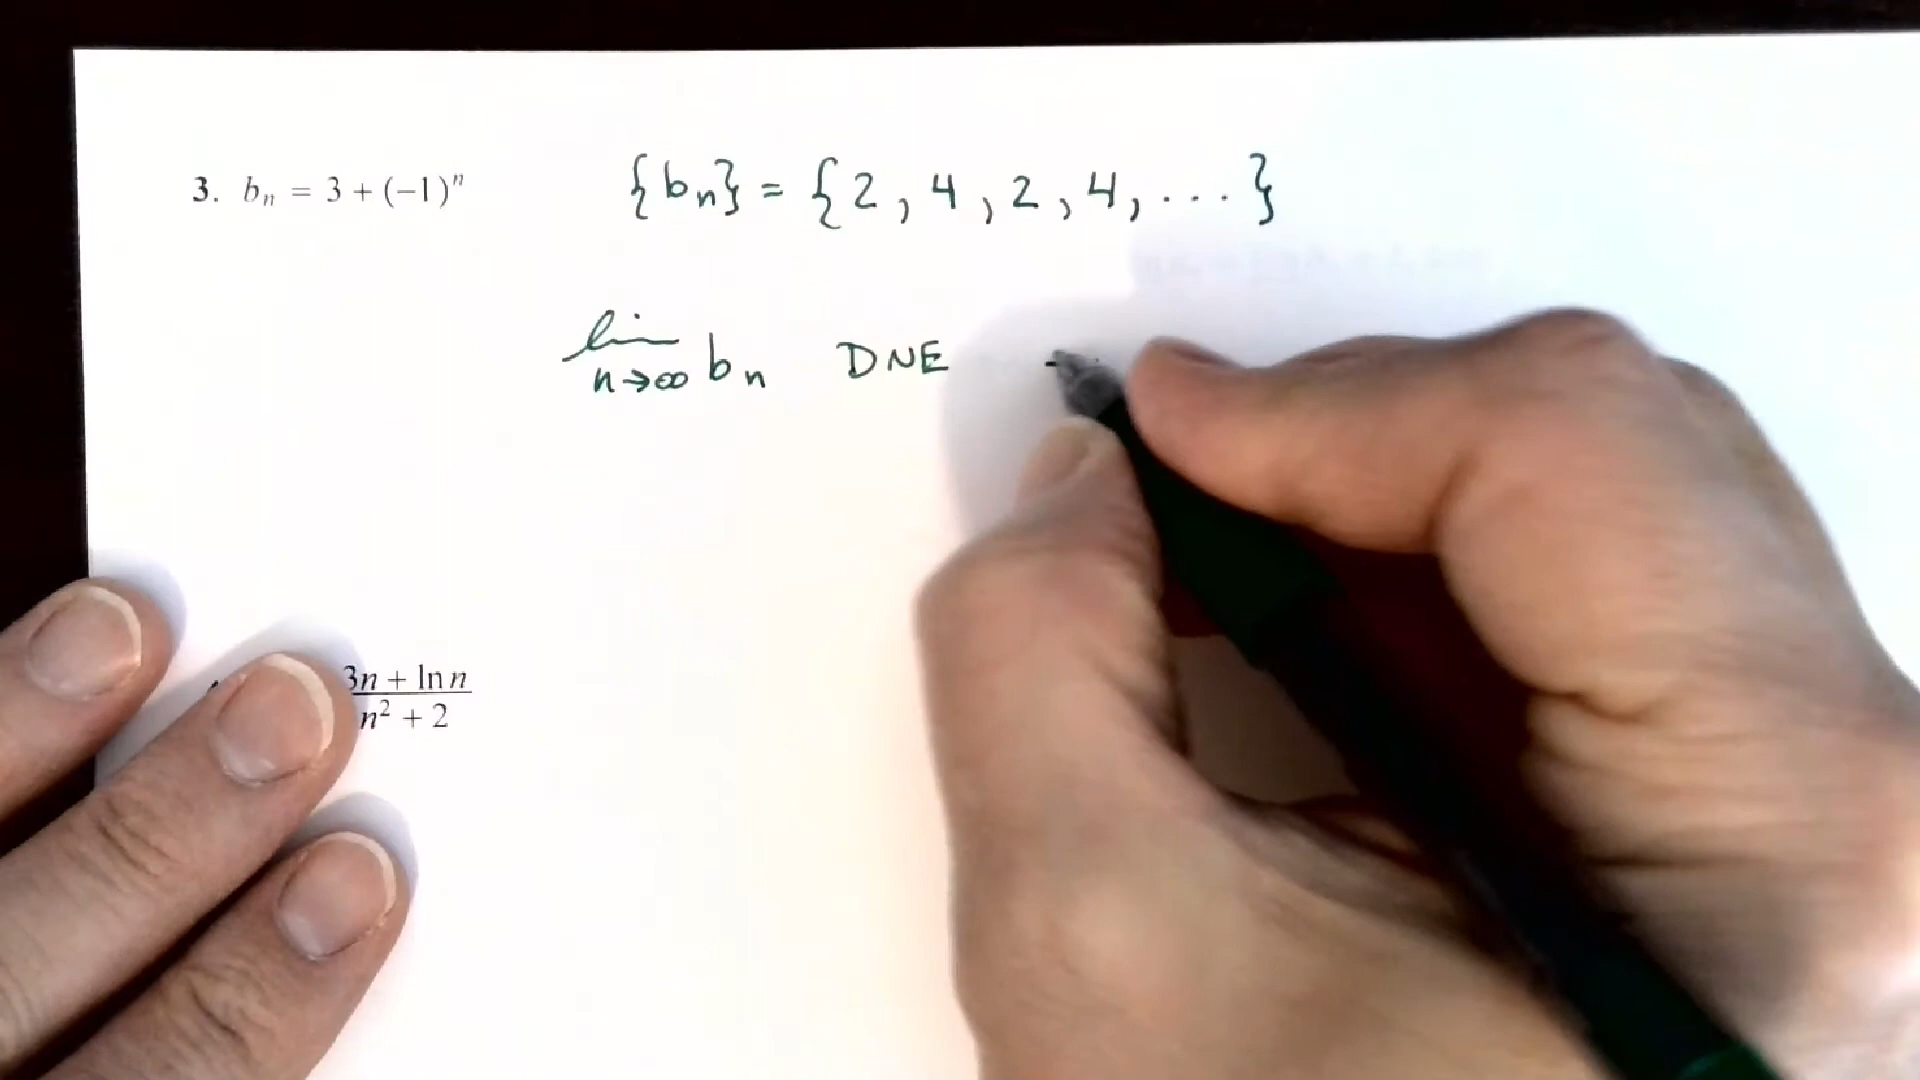 3. bₙ = 3 + (−1)ⁿ {bₙ} = {2, 4, 2, 4, ... }
lim n→∞ bₙ DNE
3n + ln n
n² + 2